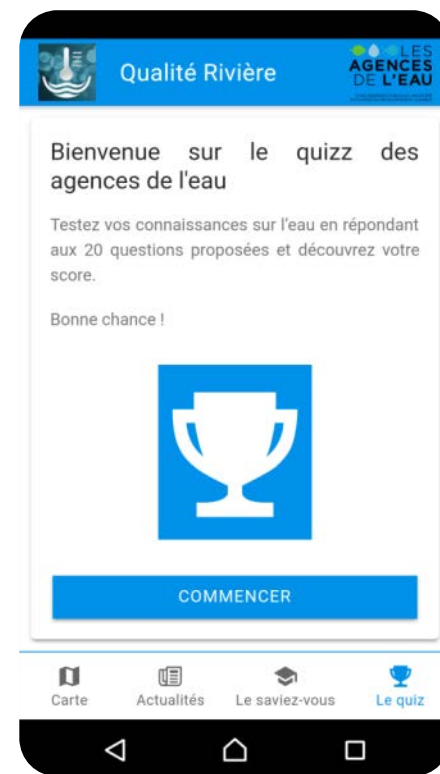 Qualité Rivière
LES
AGENCES
DE L'EAU
Bienvenue sur le quizz des
agences de l'eau
Testez vos connaissances sur l'eau en répondant
aux 20 questions proposées et découvrez votre
score.
Bonne chance !
COMMENCER
Carte
Actualités
Le saviez-vous
Le quiz